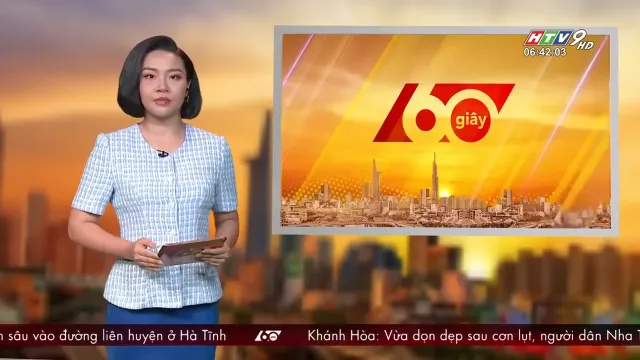 HTV9 HD
06:42:03
60 giây
sâu vào đường liên huyện ở Hà Tĩnh 60 Khánh Hòa: Vừa dọn dẹp sau cơn lụt, người dân Nha